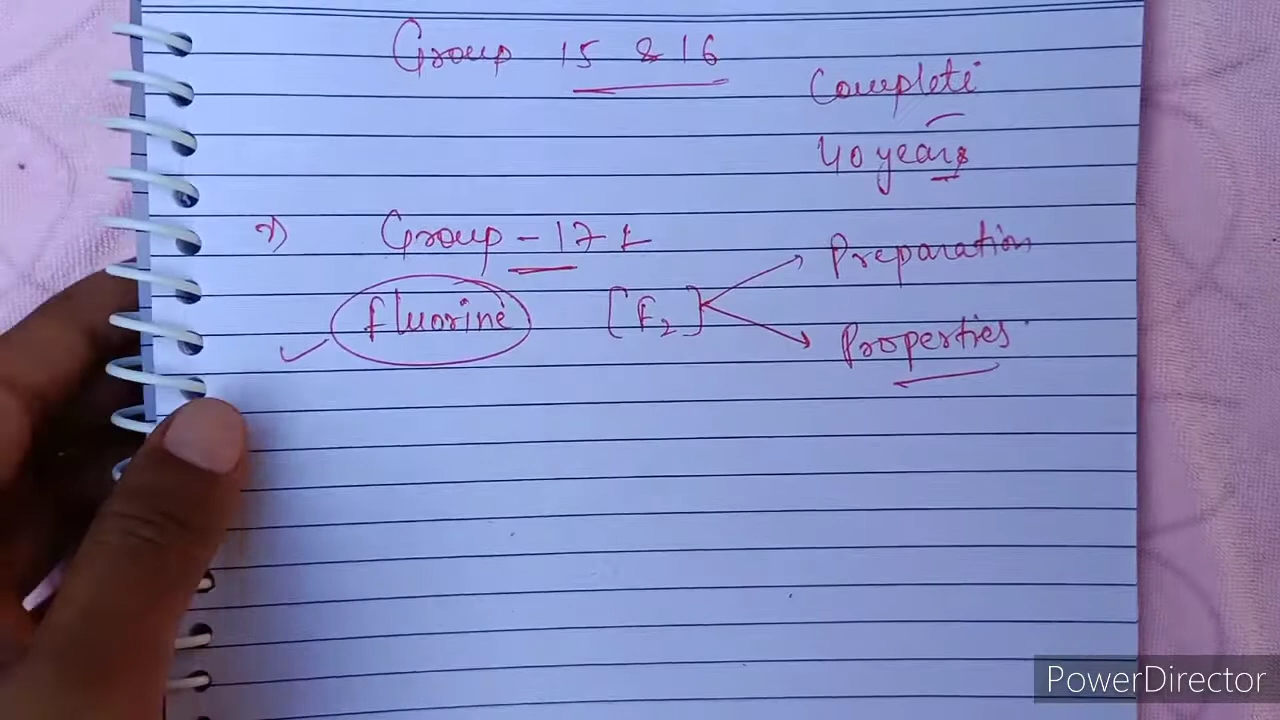 Group 15 & 16
Complete
40 years
Group - 17
Preparation
fluorine [F2]
Properties
PowerDirector